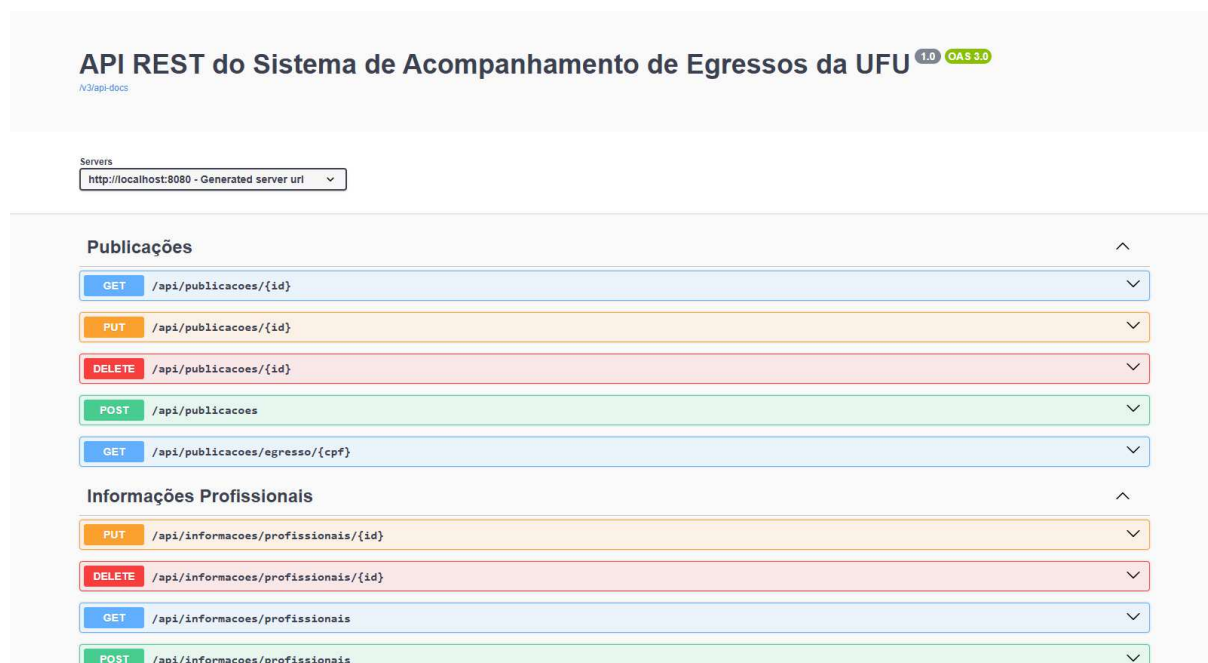 API REST do Sistema de Acompanhamento de Egressos da UFU 1.0 OAS 3.0
/v3/api-docs
Servers
http://localhost:8080 - Generated server url
Publicações
GET /api/publicacoes/{id}
PUT /api/publicacoes/{id}
DELETE /api/publicacoes/{id}
POST /api/publicacoes
GET /api/publicacoes/egresso/{cpf}
Informações Profissionais
PUT /api/informacoes/profissionais/{id}
DELETE /api/informacoes/profissionais/{id}
GET /api/informacoes/profissionais
POST /api/informacoes/profissionais